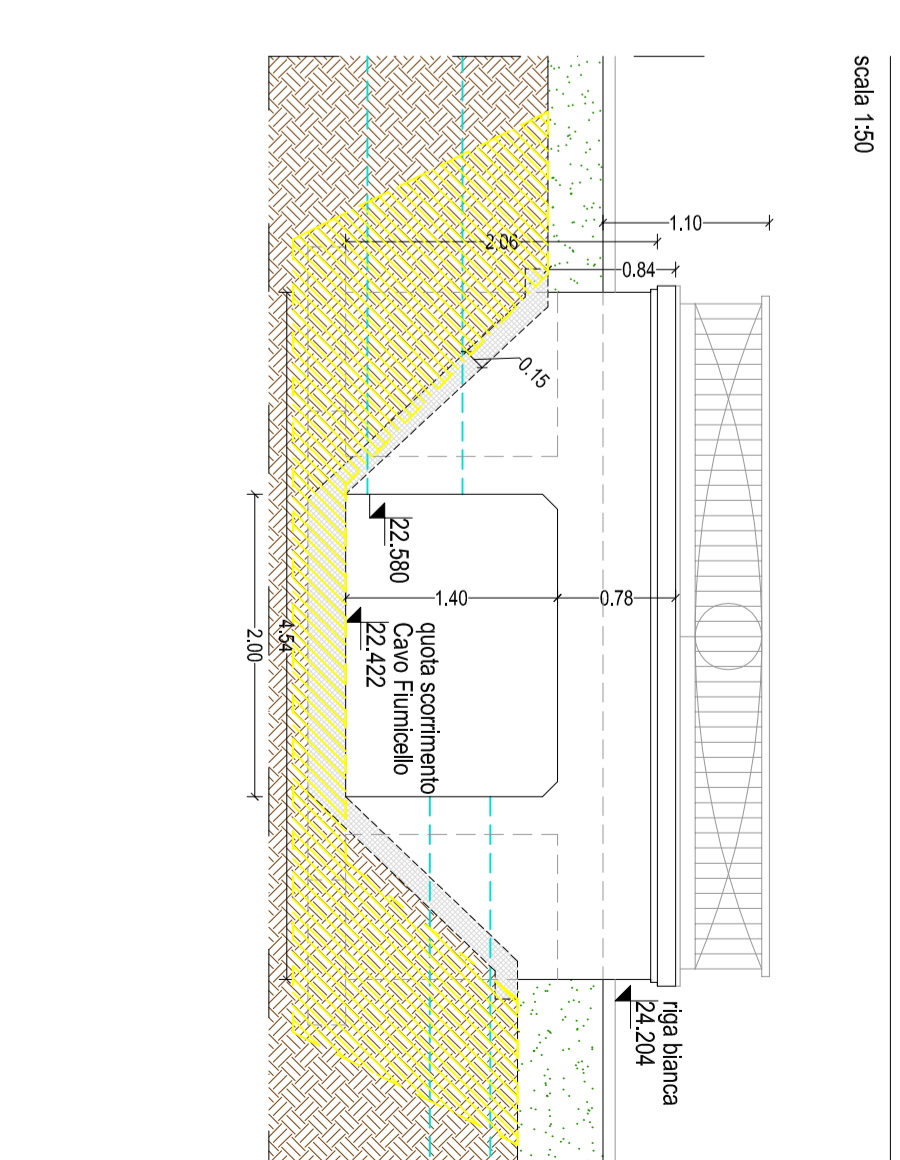 scala 1:50
1.10
2.06
0.84
0.15
22.580
1.40
0.78
quota scorrimento
Cavo Fiumicello
22.422
4.54
2.00
riga bianca
24.204